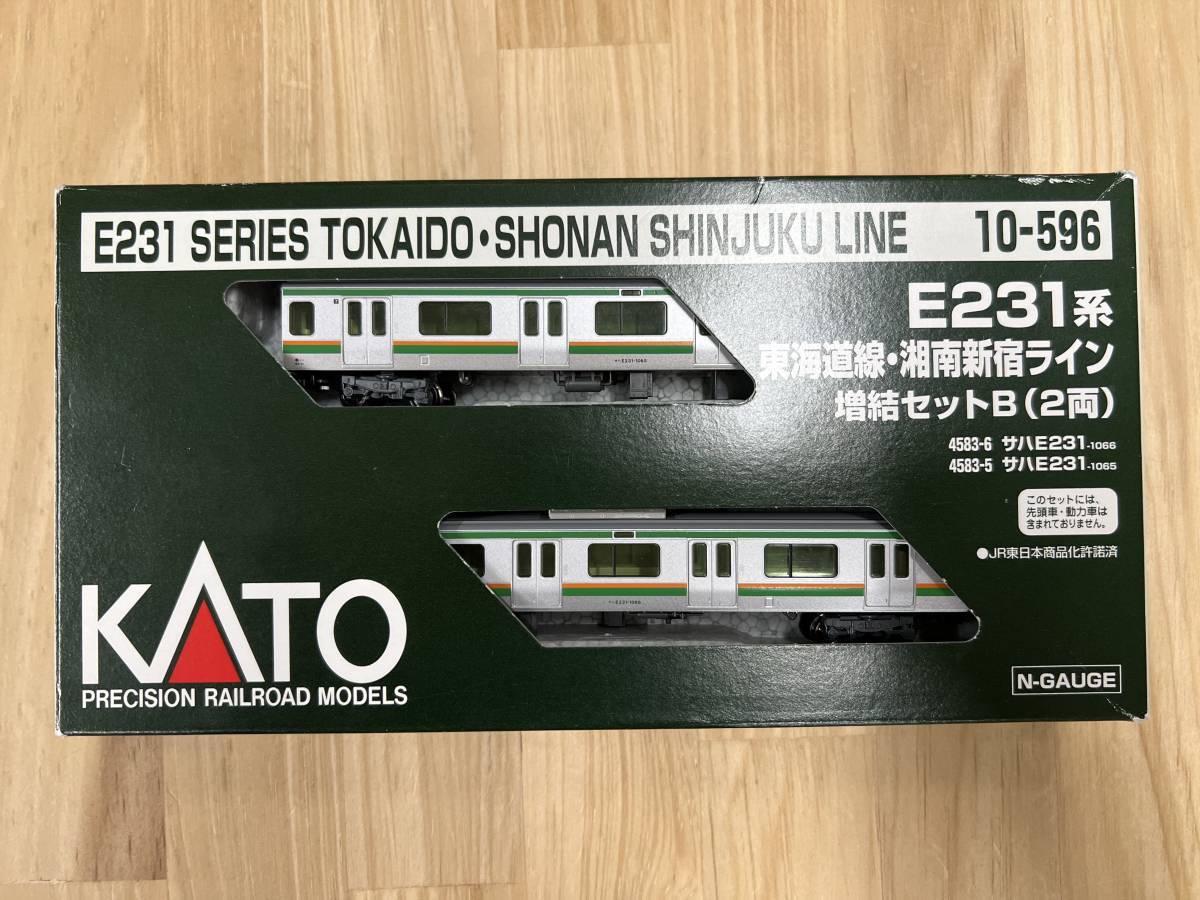 E231 SERIES TOKAIDO•SHONAN SHINJUKU LINE 10-596
E231系
東海道線・湘南新宿ライン
増結セットB（2両）
4583-6 サハE231-1066
4583-5 サハE231-1065
このセットには、
先頭車・動力車は
含まれておりません。
●JR東日本商品化許諾済
KATO
PRECISION RAILROAD MODELS
N-GAUGE